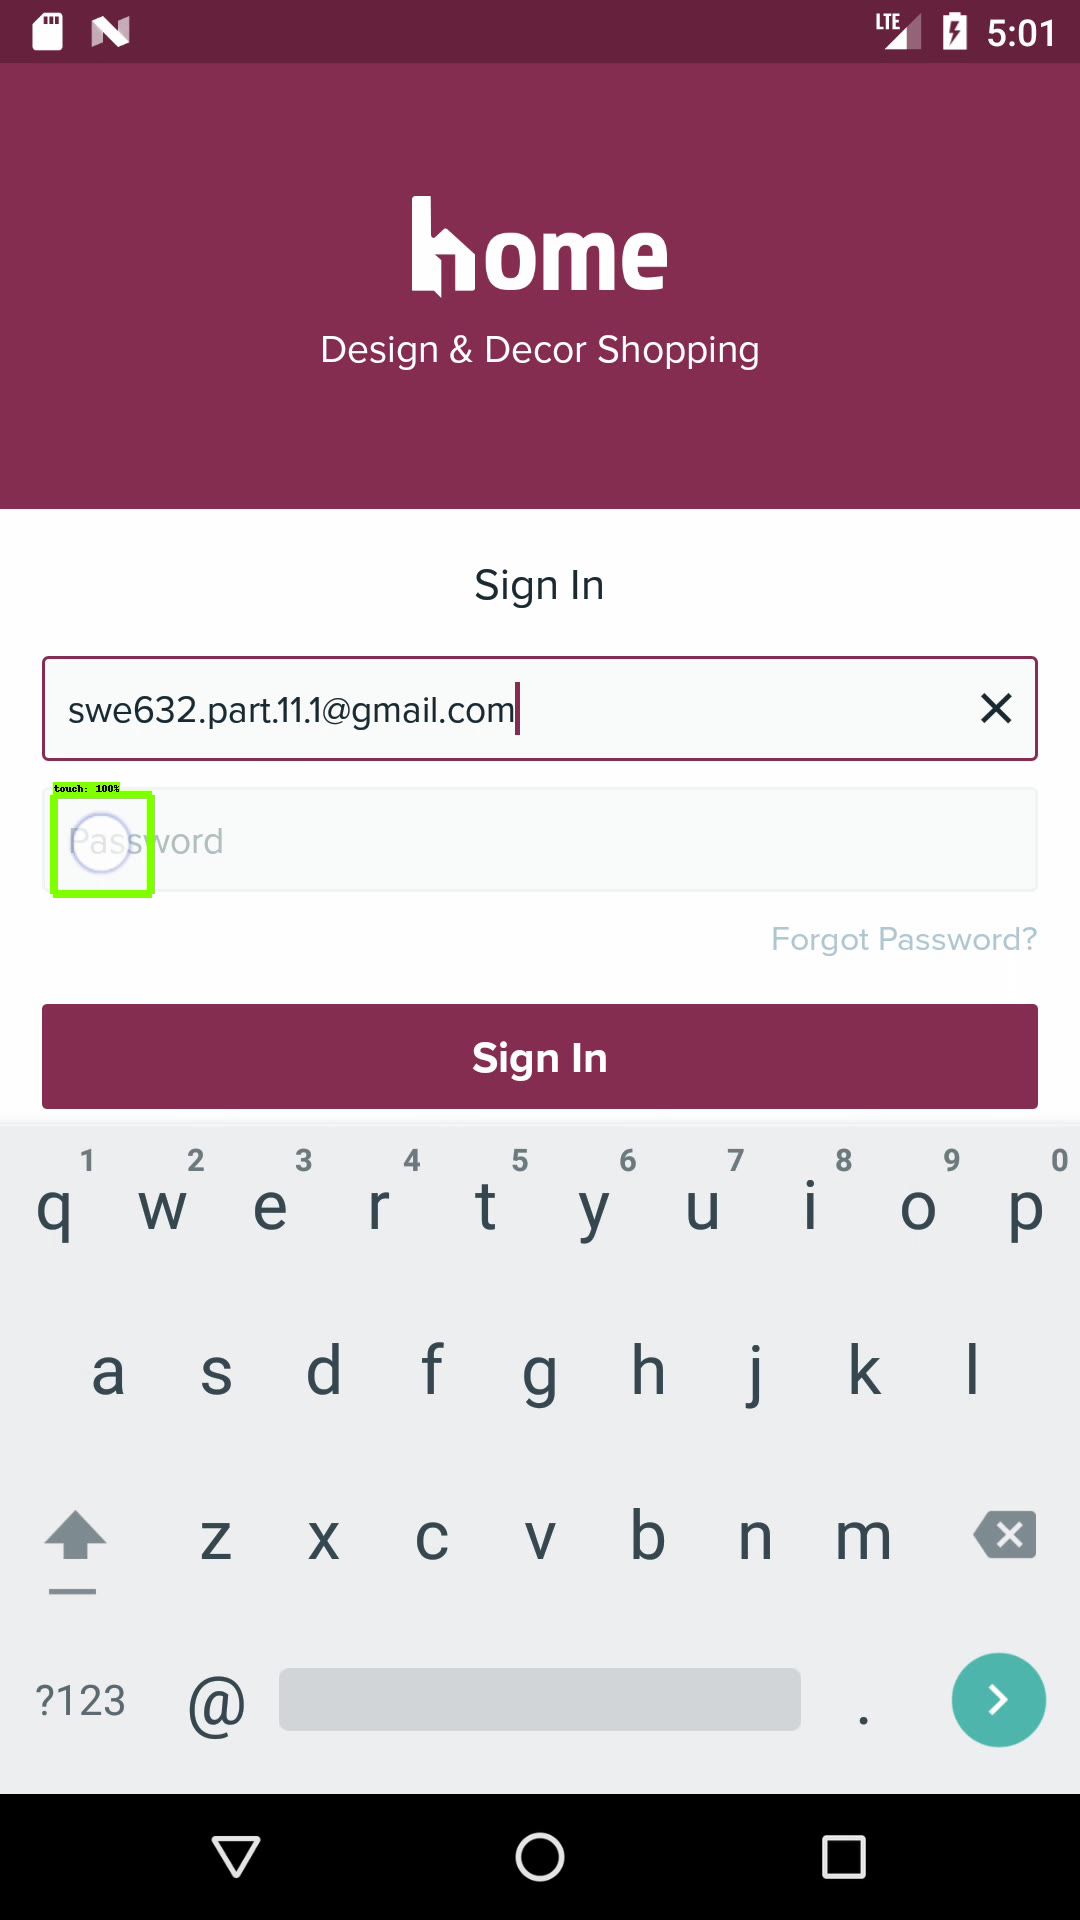 LTE 5:01
home
Design & Decor Shopping
Sign In
swe632.part.11.1@gmail.com
touch: 100%
Password
Forgot Password?
Sign In
1 2 3 4 5 6 7 8 9 0
q w e r t y u i o p
a s d f g h j k l
z x c v b n m
?123 @ .